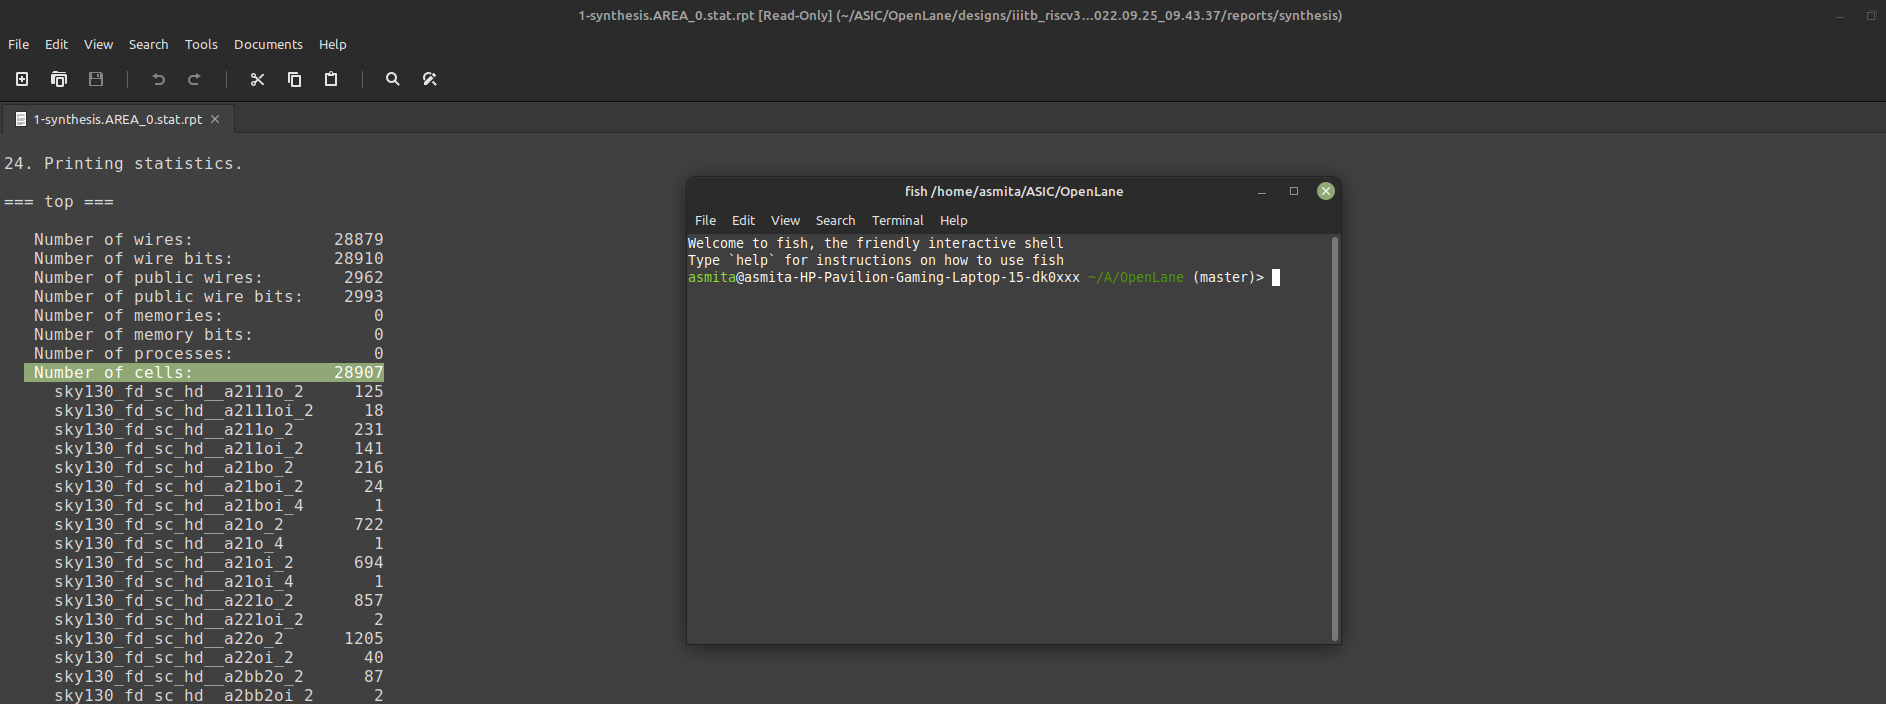 1-synthesis.AREA_0.stat.rpt [Read-Only] (~/ASIC/OpenLane/designs/iiitb_riscv3...022.09.25_09.43.37/reports/synthesis)
File Edit View Search Tools Documents Help
1-synthesis.AREA_0.stat.rpt
24. Printing statistics.
=== top ===
Number of wires: 28879
Number of wire bits: 28910
Number of public wires: 2962
Number of public wire bits: 2993
Number of memories: 0
Number of memory bits: 0
Number of processes: 0
Number of cells: 28907
sky130_fd_sc_hd__a2111o_2 125
sky130_fd_sc_hd__a2111oi_2 18
sky130_fd_sc_hd__a211o_2 231
sky130_fd_sc_hd__a211oi_2 141
sky130_fd_sc_hd__a21bo_2 216
sky130_fd_sc_hd__a21boi_2 24
sky130_fd_sc_hd__a21boi_4 1
sky130_fd_sc_hd__a21o_2 722
sky130_fd_sc_hd__a21o_4 1
sky130_fd_sc_hd__a21oi_2 694
sky130_fd_sc_hd__a21oi_4 1
sky130_fd_sc_hd__a221o_2 857
sky130_fd_sc_hd__a221oi_2 2
sky130_fd_sc_hd__a22o_2 1205
sky130_fd_sc_hd__a22oi_2 40
sky130_fd_sc_hd__a2bb2o_2 87
sky130_fd_sc_hd__a2bb2oi_2 2
fish /home/asmita/ASIC/OpenLane
File Edit View Search Terminal Help
Welcome to fish, the friendly interactive shell
Type `help` for instructions on how to use fish
asmita@asmita-HP-Pavilion-Gaming-Laptop-15-dk0xxx ~/A/OpenLane (master)>